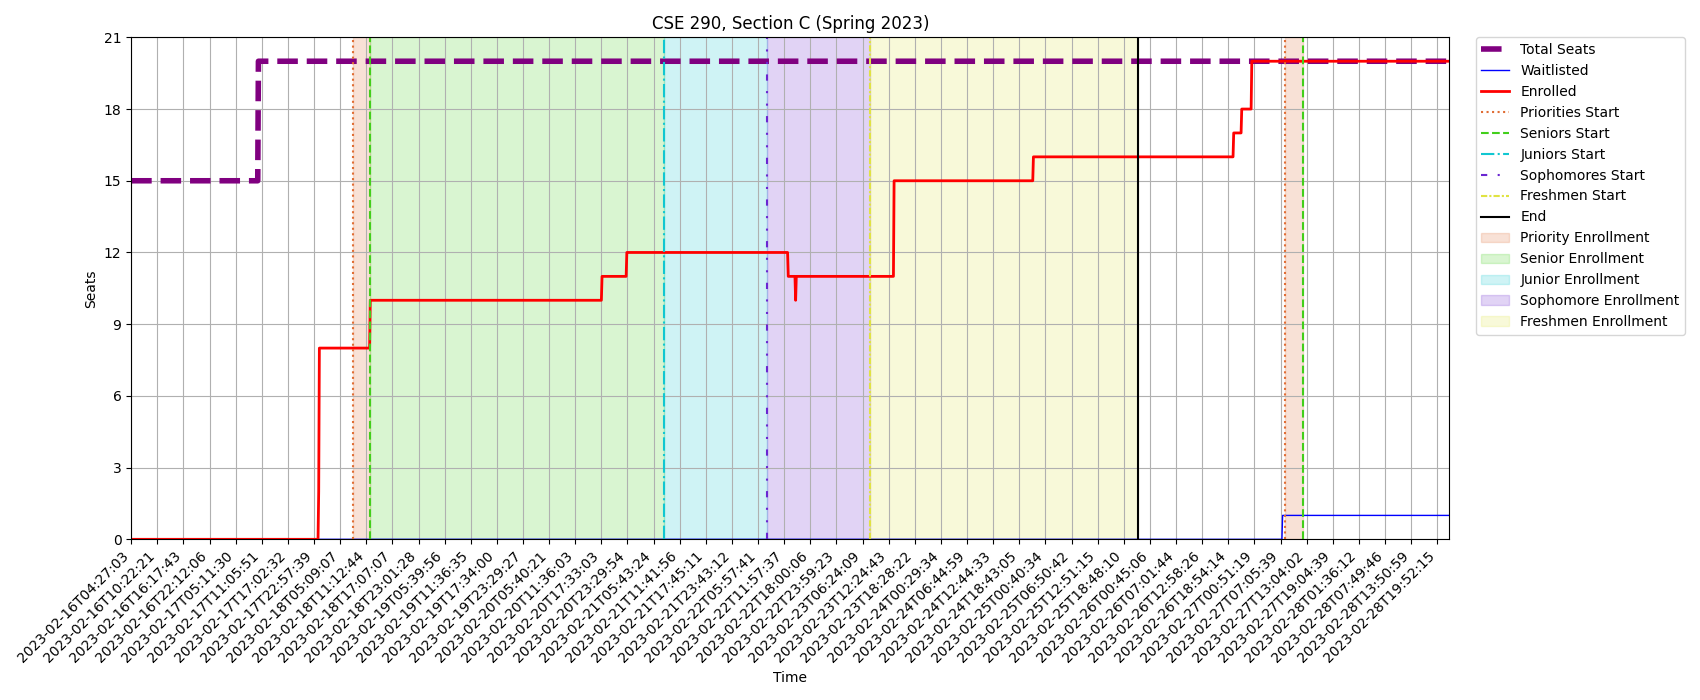 CSE 290, Section C (Spring 2023)
21
18
15
12
9
6
3
0
Seats
2023-02-16T04:27:03
2023-02-16T10:22:21
2023-02-16T16:17:43
2023-02-16T22:12:06
2023-02-17T05:11:30
2023-02-17T11:05:51
2023-02-17T17:02:32
2023-02-17T22:57:39
2023-02-18T05:09:07
2023-02-18T11:12:44
2023-02-18T17:07:07
2023-02-18T23:01:28
2023-02-19T05:39:56
2023-02-19T11:36:35
2023-02-19T17:34:00
2023-02-19T23:29:27
2023-02-20T05:40:21
2023-02-20T11:36:03
2023-02-20T17:33:03
2023-02-20T23:29:54
2023-02-21T05:43:24
2023-02-21T11:41:56
2023-02-21T17:45:11
2023-02-21T23:43:12
2023-02-22T05:57:41
2023-02-22T11:57:37
2023-02-22T18:00:06
2023-02-22T23:59:23
2023-02-23T06:24:09
2023-02-23T12:24:43
2023-02-23T18:28:22
2023-02-24T00:29:34
2023-02-24T06:44:59
2023-02-24T12:44:33
2023-02-24T18:43:05
2023-02-25T00:40:34
2023-02-25T06:50:42
2023-02-25T12:51:15
2023-02-25T18:48:10
2023-02-26T00:45:06
2023-02-26T07:01:44
2023-02-26T12:58:26
2023-02-26T18:54:14
2023-02-27T00:51:19
2023-02-27T07:05:39
2023-02-27T13:04:02
2023-02-27T19:04:39
2023-02-28T01:36:12
2023-02-28T07:49:46
2023-02-28T13:50:59
2023-02-28T19:52:15
Time
Total Seats
Waitlisted
Enrolled
Priorities Start
Seniors Start
Juniors Start
Sophomores Start
Freshmen Start
End
Priority Enrollment
Senior Enrollment
Junior Enrollment
Sophomore Enrollment
Freshmen Enrollment